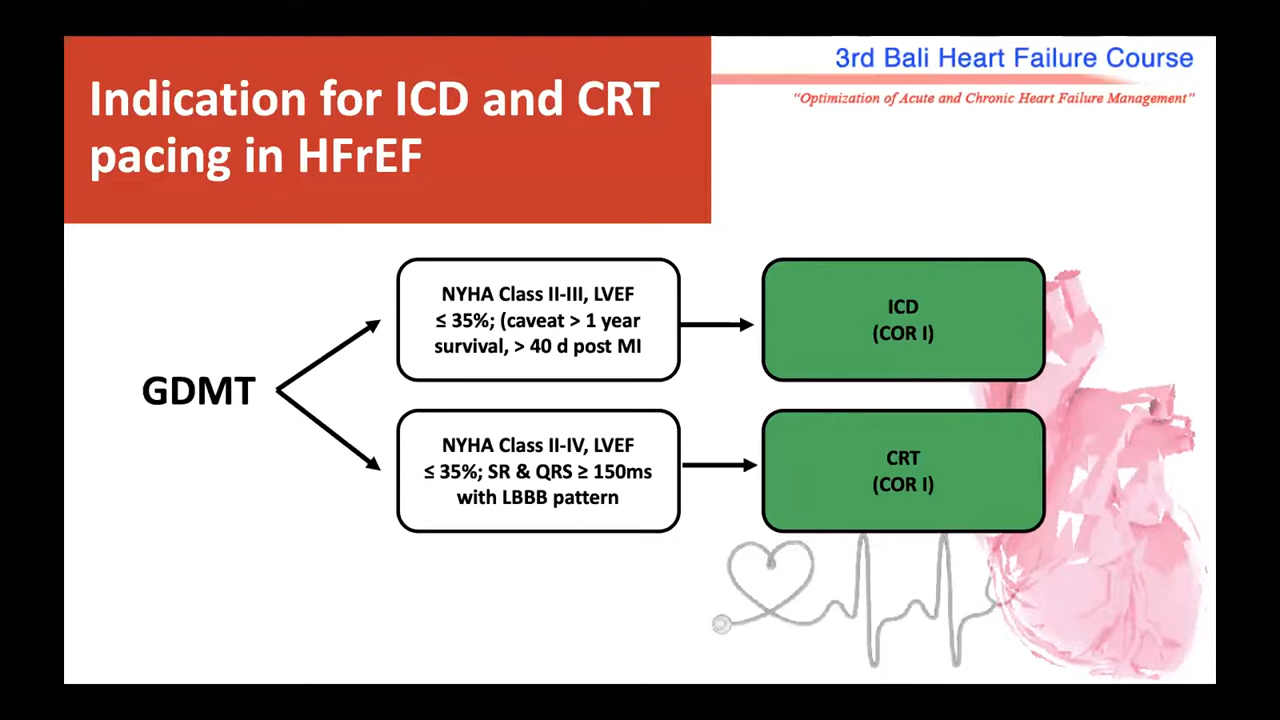 Indication for ICD and CRT
pacing in HFrEF
3rd Bali Heart Failure Course
“Optimization of Acute and Chronic Heart Failure Management”
GDMT
NYHA Class II-III, LVEF
≤ 35%; (caveat > 1 year
survival, > 40 d post MI
ICD
(COR I)
NYHA Class II-IV, LVEF
≤ 35%; SR & QRS ≥ 150ms
with LBBB pattern
CRT
(COR I)